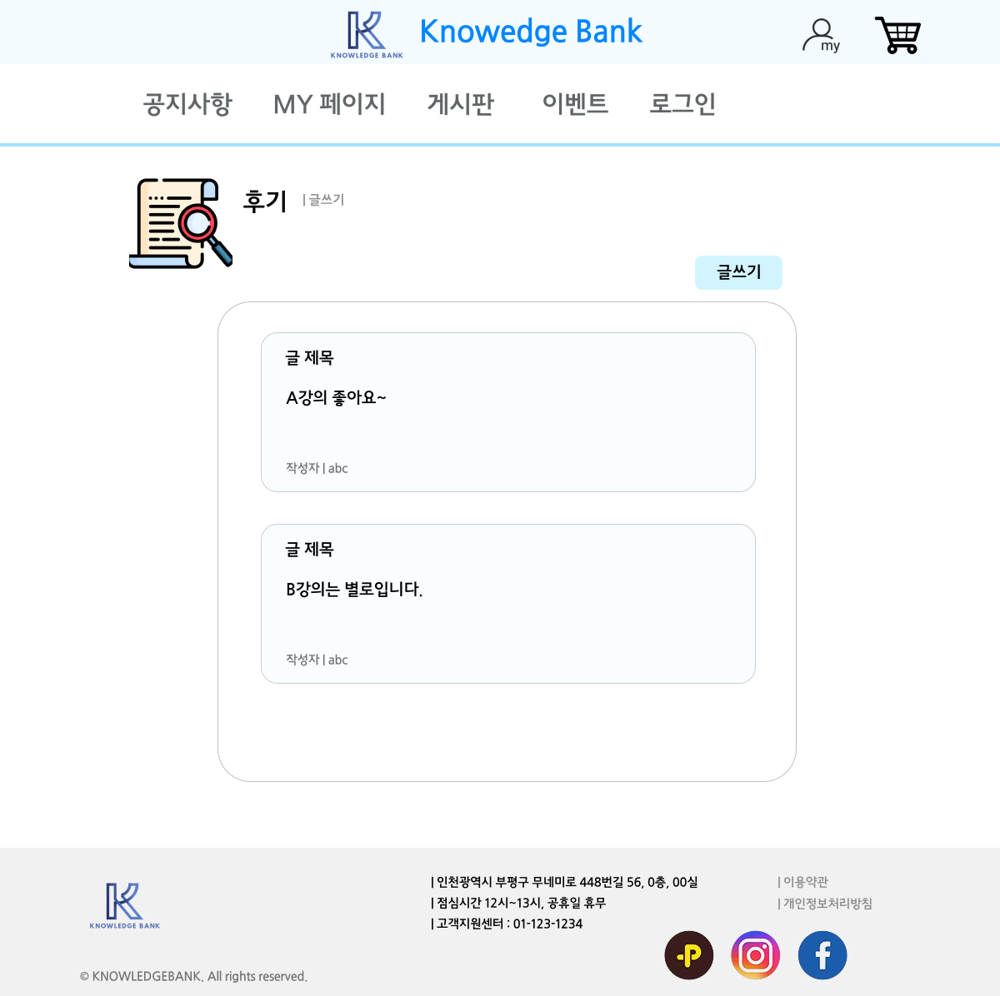 KNOWLEDGE BANK
Knowedge Bank
my
공지사항 MY 페이지 게시판 이벤트 로그인
후기 | 글쓰기
글쓰기
글 제목
A강의 좋아요~
작성자 | abc
글 제목
B강의는 별로입니다.
작성자 | abc
KNOWLEDGE BANK
© KNOWLEDGEBANK. All rights reserved.
| 인천광역시 부평구 무네미로 448번길 56, 0층, 00실
| 점심시간 12시~13시, 공휴일 휴무
| 고객지원센터 : 01-123-1234
| 이용약관
| 개인정보처리방침